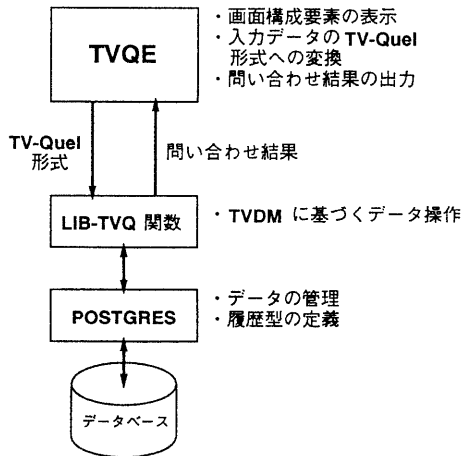 TVQE
・画面構成要素の表示
・入力データの TV-Quel
形式への変換
・問い合わせ結果の出力
TV-Quel
形式
問い合わせ結果
LIB-TVQ 関数
・TVDM に基づくデータ操作
POSTGRES
・データの管理
・履歴型の定義
データベース